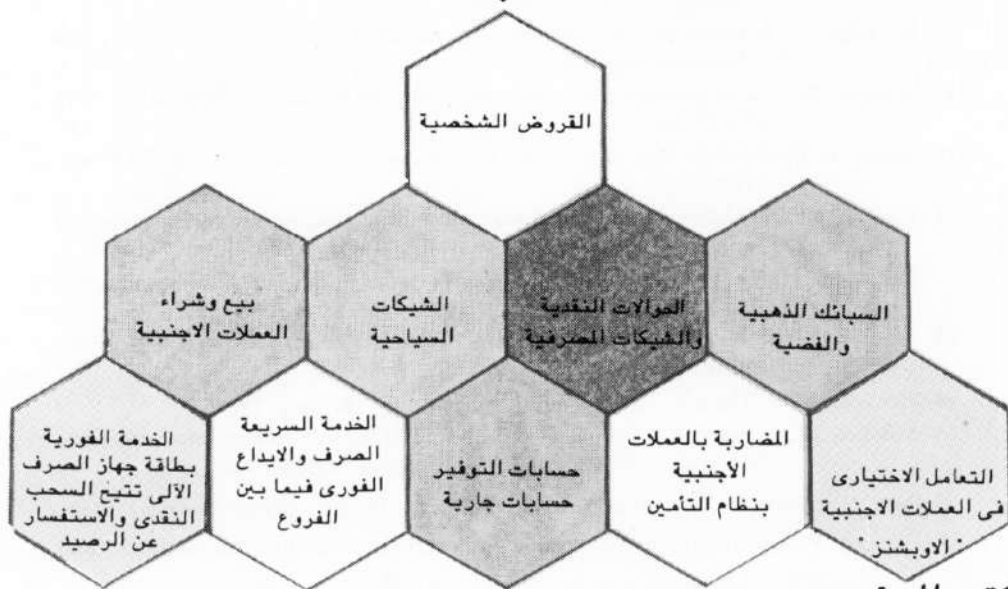 القروض الشخصية
السبائك الذهبية
والفضية
الحوالات النقدية
والشيكات المصرفية
الشيكات
السياحية
بيع وشراء
العملات الاجنبية
التعامل الاختيارى
فى العملات الاجنبية
"الاوبشنز"
المضاربة بالعملات
الأجنبية
بنظام التأمين
حسابات التوفير
حسابات جارية
الخدمة السريعة
الصرف والايداع
الفورى فيما بين
الفروع
الخدمة الفورية
بطاقة جهاز الصرف
الآلى تتيح السحب
النقدى والاستفسار
عن الرصيد